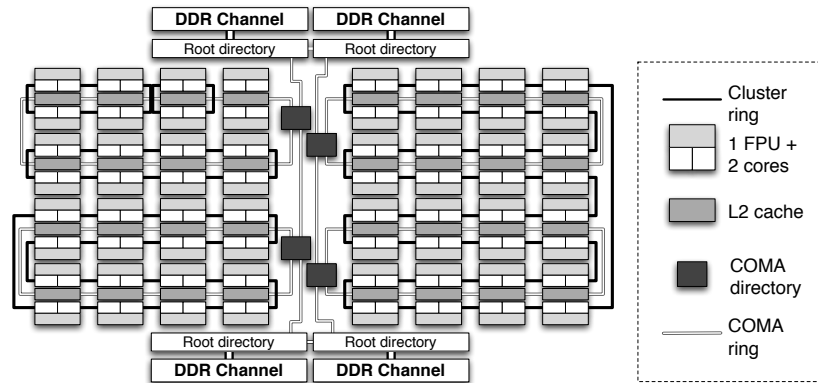 DDR Channel
DDR Channel
Root directory
Root directory
Root directory
Root directory
DDR Channel
DDR Channel
Cluster
ring
1 FPU +
2 cores
L2 cache
COMA
directory
COMA
ring